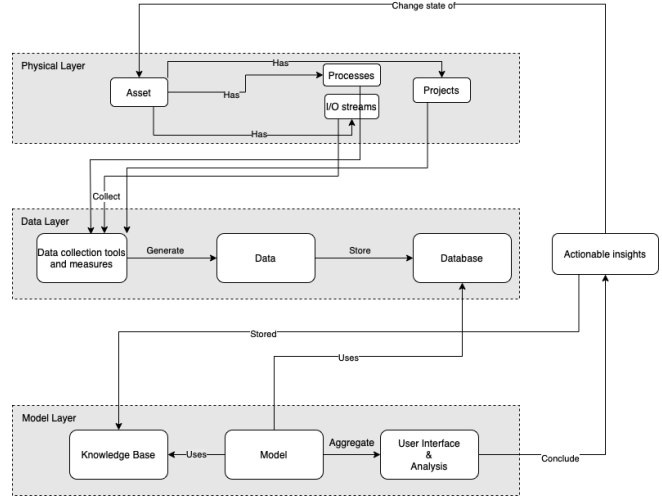 Change state of
Physical Layer
Has
Processes
Asset
Has
Projects
I/O streams
Has
Collect
Data Layer
Data collection tools
and measures
Generate
Data
Store
Database
Actionable insights
Stored
Uses
Model Layer
Knowledge Base
Uses
Model
Aggregate
User Interface
&
Analysis
Conclude